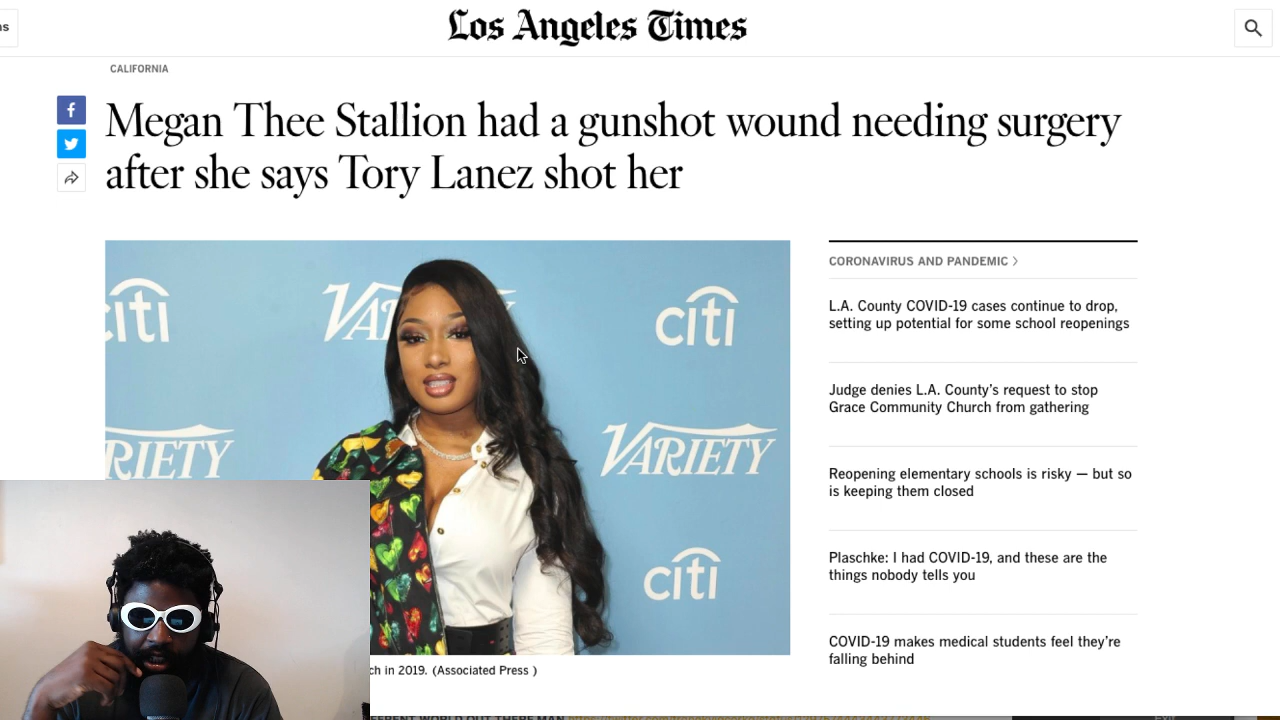 ns
Los Angeles Times
CALIFORNIA
Megan Thee Stallion had a gunshot wound needing surgery
after she says Tory Lanez shot her
citi
VARIETY
citi
VARIETY
VARIETY
citi
ch in 2019. (Associated Press )
CORONAVIRUS AND PANDEMIC
L.A. County COVID-19 cases continue to drop,
setting up potential for some school reopenings
Judge denies L.A. County's request to stop
Grace Community Church from gathering
Reopening elementary schools is risky — but so
is keeping them closed
Plaschke: I had COVID-19, and these are the
things nobody tells you
COVID-19 makes medical students feel they're
falling behind